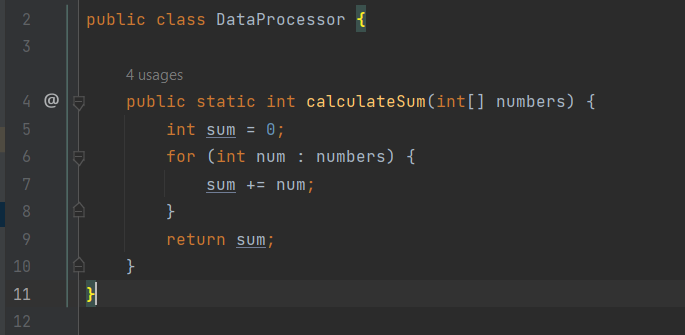 2 public class DataProcessor {
3
4 usages
4 @ public static int calculateSum(int[] numbers) {
5 int sum = 0;
6 for (int num : numbers) {
7 sum += num;
8 }
9 return sum;
10 }
11 }
12